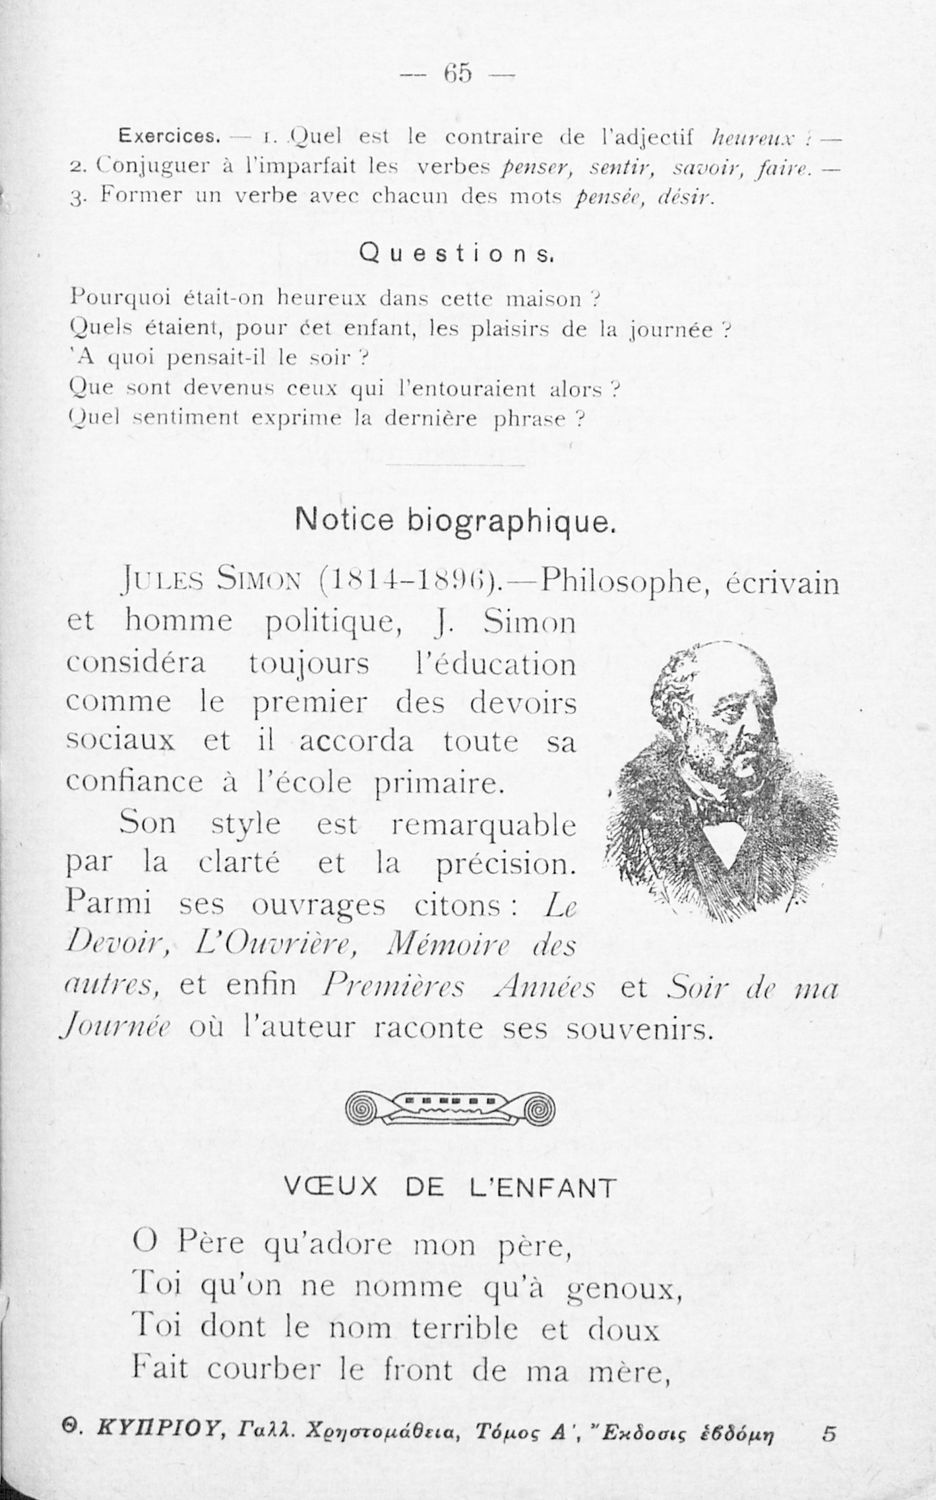 — 65 —
Exercices. — 1. Quel est le contraire de l'adjectif heureux ? —
2. Conjuguer à l'imparfait les verbes penser, sentir, savoir, faire. —
3. Former un verbe avec chacun des mots pensée, désir.
Questions.
Pourquoi était-on heureux dans cette maison ?
Quels étaient, pour cet enfant, les plaisirs de la journée ?
'A quoi pensait-il le soir ?
Que sont devenus ceux qui l'entouraient alors ?
Quel sentiment exprime la dernière phrase ?
Notice biographique.
JULES SIMON (1814–1896).—Philosophe, écrivain
et homme politique, J. Simon
considéra toujours l'éducation
comme le premier des devoirs
sociaux et il accorda toute sa
confiance à l'école primaire.
Son style est remarquable
par la clarté et la précision.
Parmi ses ouvrages citons : Le
Devoir, L'Ouvrière, Mémoire des
autres, et enfin Premières Années et Soir de ma
Journée où l'auteur raconte ses souvenirs.
VŒUX DE L'ENFANT
O Père qu'adore mon père,
Toi qu'on ne nomme qu'à genoux,
Toi dont le nom terrible et doux
Fait courber le front de ma mère,
Θ. ΚΥΠΡΙΟΥ, Γαλλ. Χρηστομάθεια, Τόμος Α΄, Ἔκδοσις ἑβδόμη 5